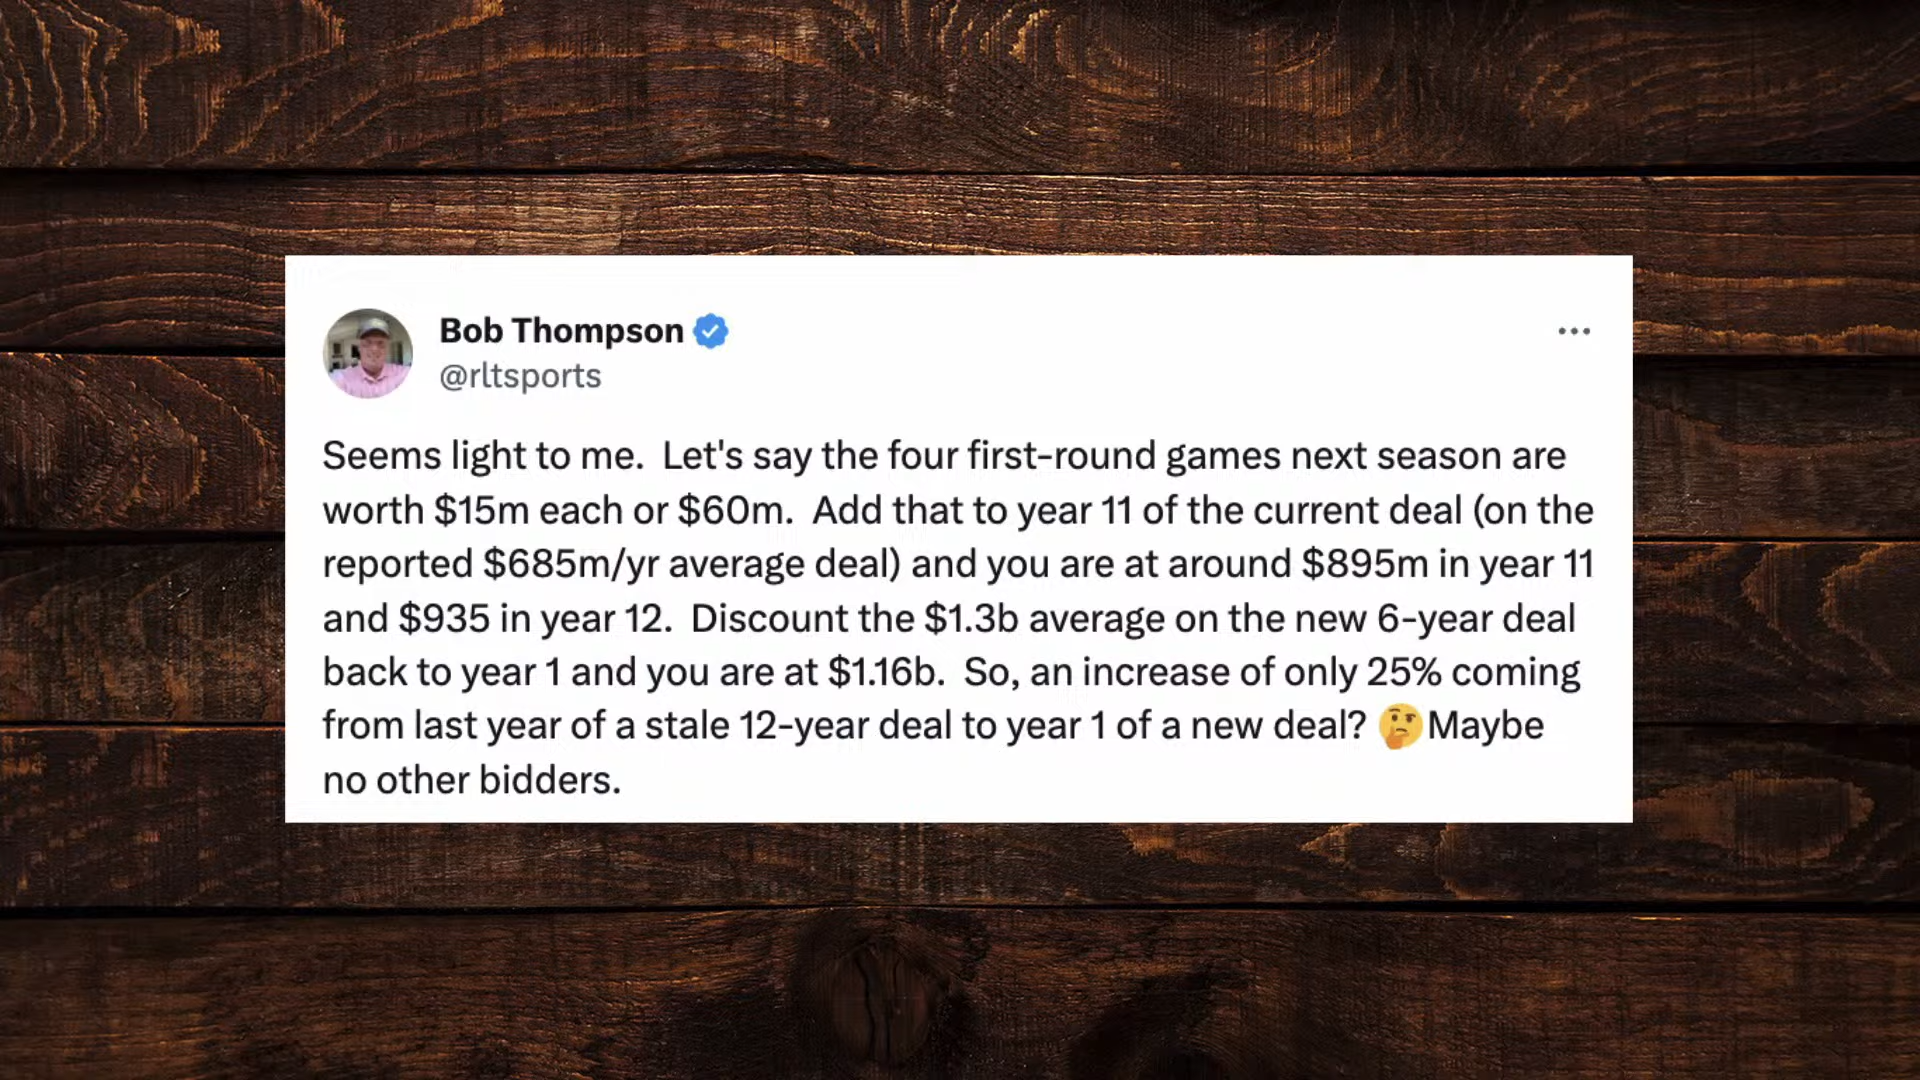 Bob Thompson
@rltsports
Seems light to me.  Let's say the four first-round games next season are
worth $15m each or $60m.  Add that to year 11 of the current deal (on the
reported $685m/yr average deal) and you are at around $895m in year 11
and $935 in year 12.  Discount the $1.3b average on the new 6-year deal
back to year 1 and you are at $1.16b.  So, an increase of only 25% coming
from last year of a stale 12-year deal to year 1 of a new deal? 🤔Maybe
no other bidders.